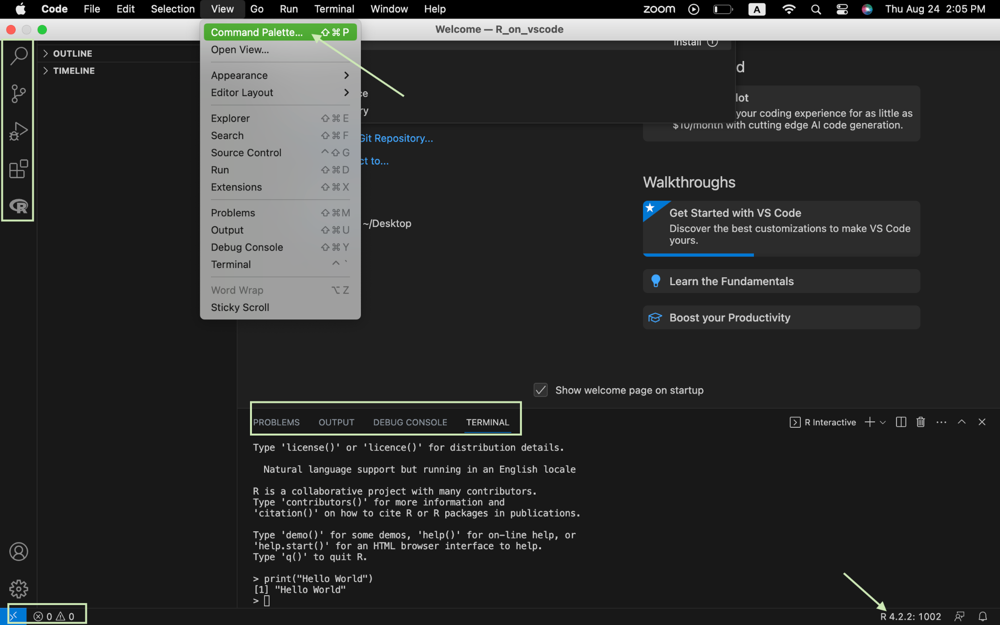 Code File Edit Selection View Go Run Terminal Window Help zoom A Thu Aug 24 2:05 PM
Welcome — R_on_vscode
Command Palette... ⇧⌘P
Open View...
Appearance
Editor Layout
Explorer ⇧⌘E
Search ⇧⌘F
Source Control ^⇧G
Run ⇧⌘D
Extensions ⇧⌘X
Problems ⇧⌘M
Output ⇧⌘U
Debug Console ⇧⌘Y
Terminal ^`
Word Wrap ⌥Z
Sticky Scroll
OUTLINE
TIMELINE
R
Install
d
ce
ry
Git Repository...
ct to...
~/Desktop
lot
your coding experience for as little as
$10/month with cutting edge AI code generation.
Walkthroughs
Get Started with VS Code
Discover the best customizations to make VS Code
yours.
Learn the Fundamentals
Boost your Productivity
Show welcome page on startup
PROBLEMS OUTPUT DEBUG CONSOLE TERMINAL R Interactive
Type 'license()' or 'licence()' for distribution details.
Natural language support but running in an English locale
R is a collaborative project with many contributors.
Type 'contributors()' for more information and
'citation()' on how to cite R or R packages in publications.
Type 'demo()' for some demos, 'help()' for on-line help, or
'help.start()' for an HTML browser interface to help.
Type 'q()' to quit R.
> print("Hello World")
[1] "Hello World"
>
0 0 R 4.2.2: 1002